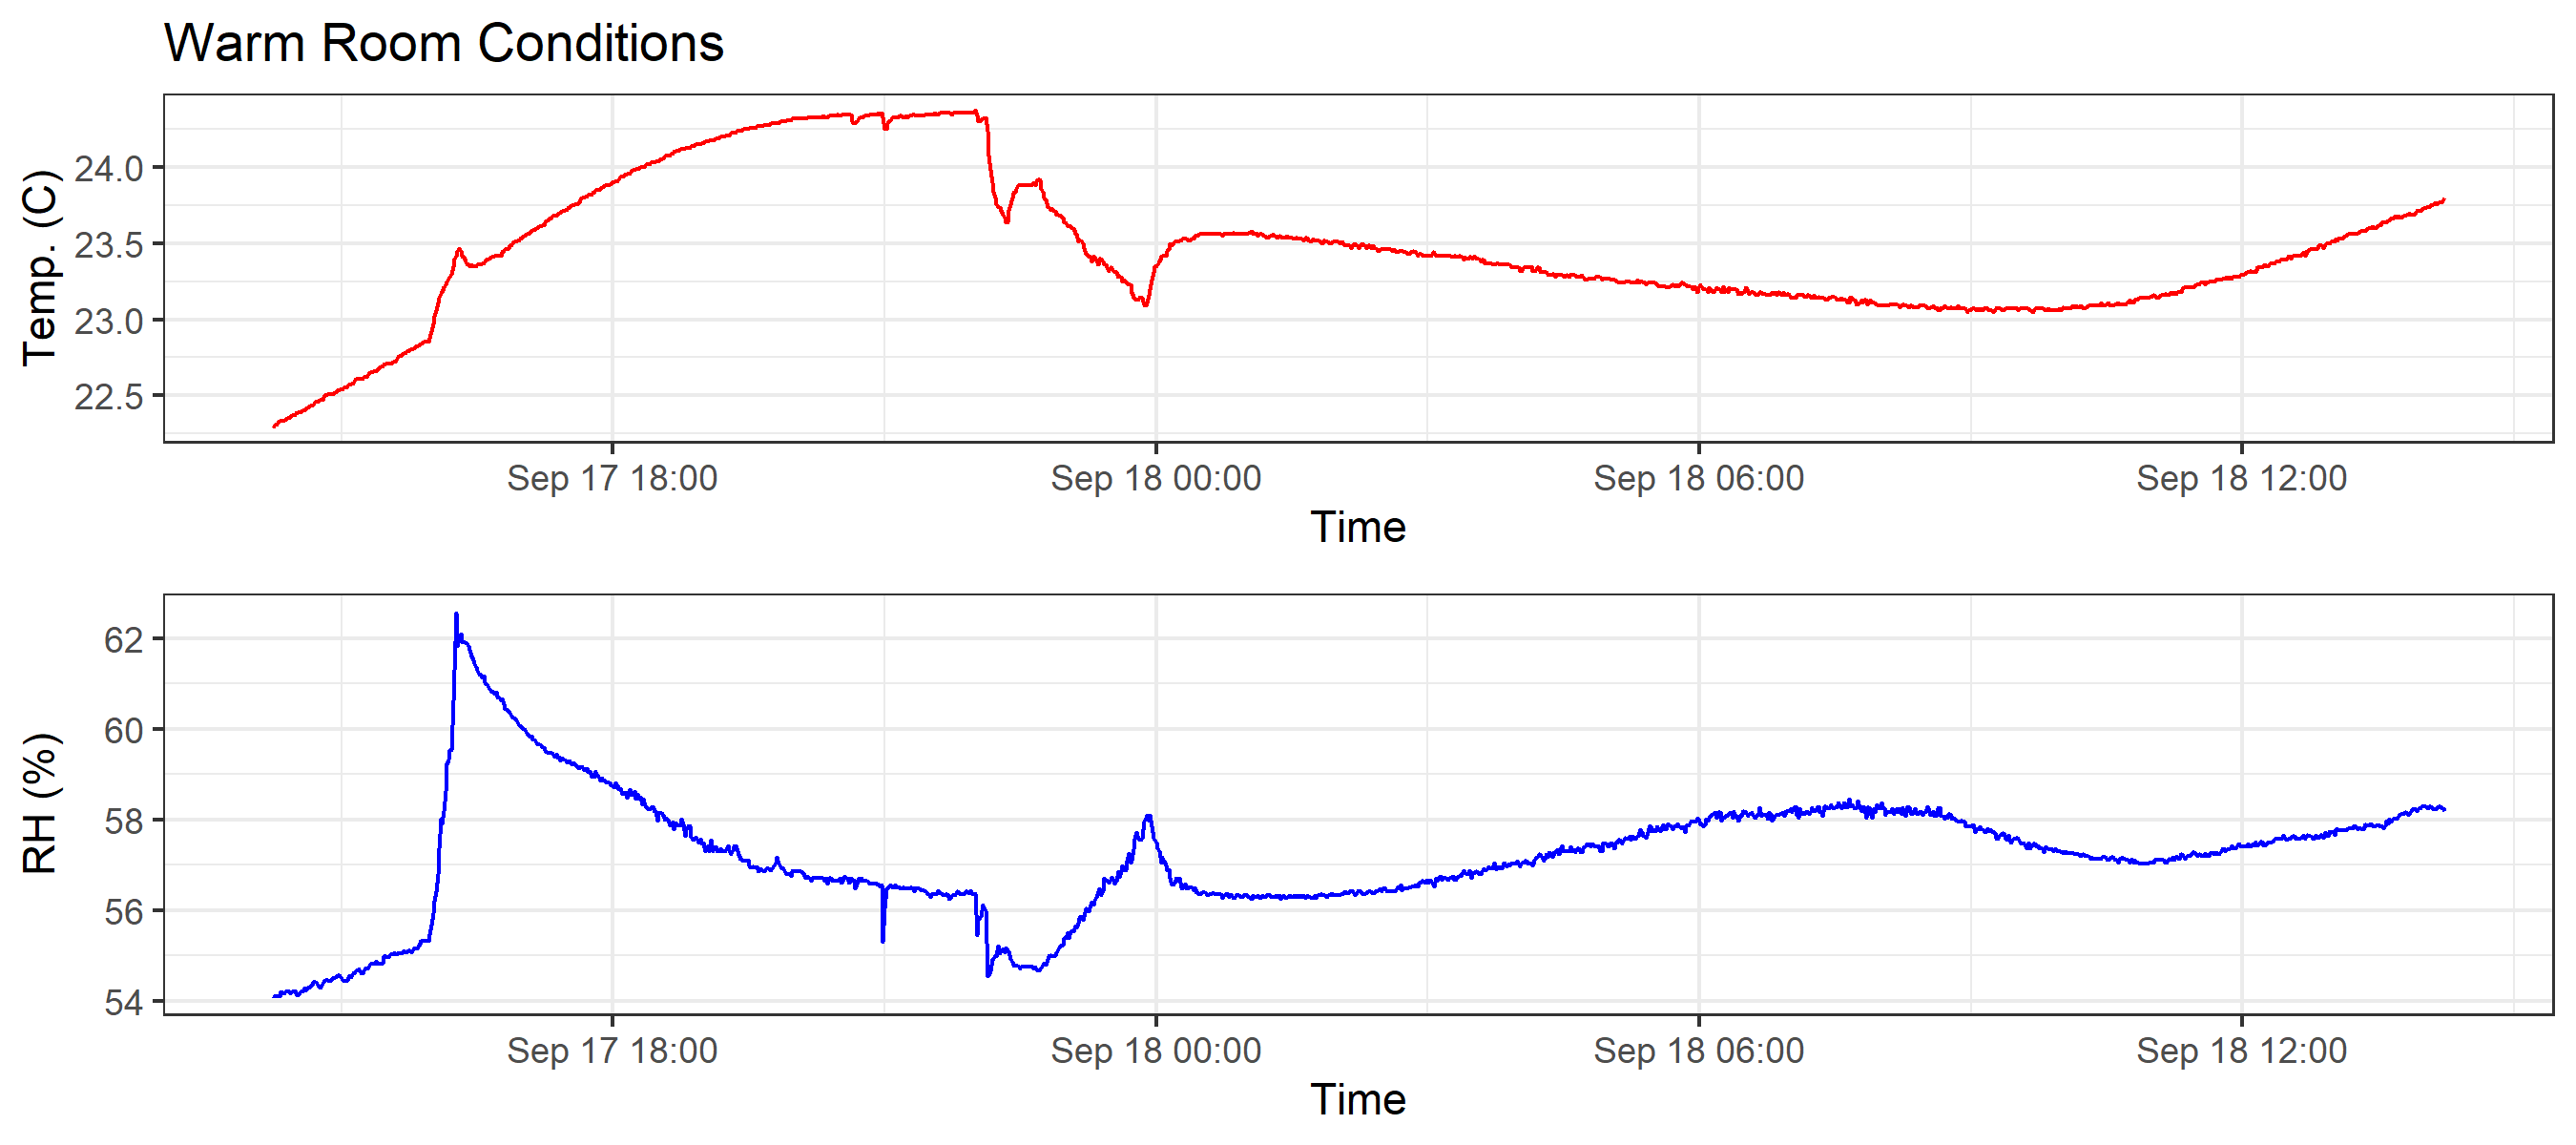 Warm Room Conditions
Temp. (C)
24.0
23.5
23.0
22.5
Sep 17 18:00 Sep 18 00:00 Sep 18 06:00 Sep 18 12:00
Time
RH (%)
62
60
58
56
54
Sep 17 18:00 Sep 18 00:00 Sep 18 06:00 Sep 18 12:00
Time